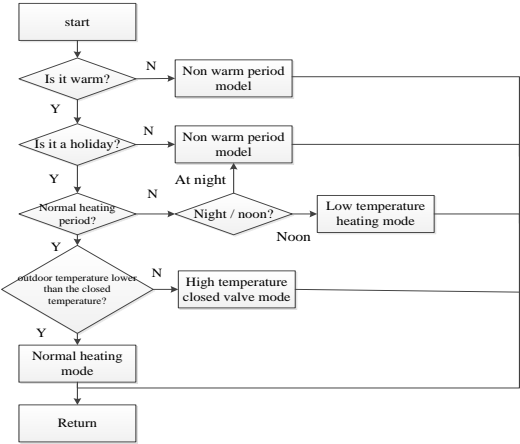 start
Is it warm?
N
Non warm period
model
Y
Is it a holiday?
N
Non warm period
model
Y
At night
Normal heating
period?
N
Night / noon?
Noon
Low temperature
heating mode
Y
outdoor temperature lower
than the closed
temperature?
N
High temperature
closed valve mode
Y
Normal heating
mode
Return